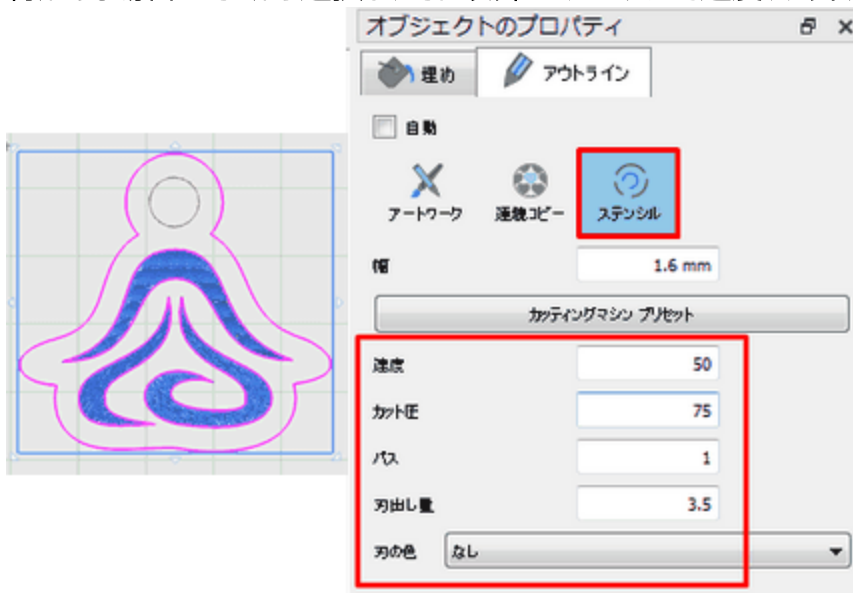 オブジェクトのプロパティ
埋め
アウトライン
自動
アートワーク
連鏡コピー
ステンシル
幅
1.6 mm
カッティングマシン プリセット
速度
50
カット圧
75
パス
1
刃出し量
3.5
刃の色
なし